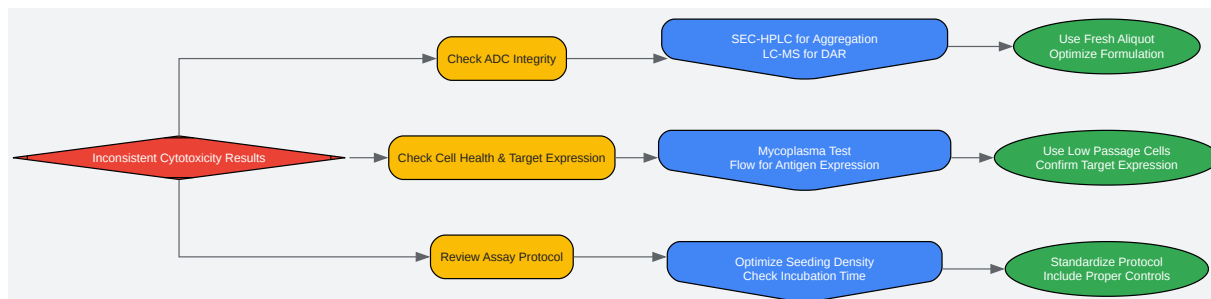 Inconsistent Cytotoxicity Results
Check ADC Integrity
SEC-HPLC for Aggregation
LC-MS for DAR
Use Fresh Aliquot
Optimize Formulation
Check Cell Health & Target Expression
Mycoplasma Test
Flow for Antigen Expression
Use Low Passage Cells
Confirm Target Expression
Review Assay Protocol
Optimize Seeding Density
Check Incubation Time
Standardize Protocol
Include Proper Controls